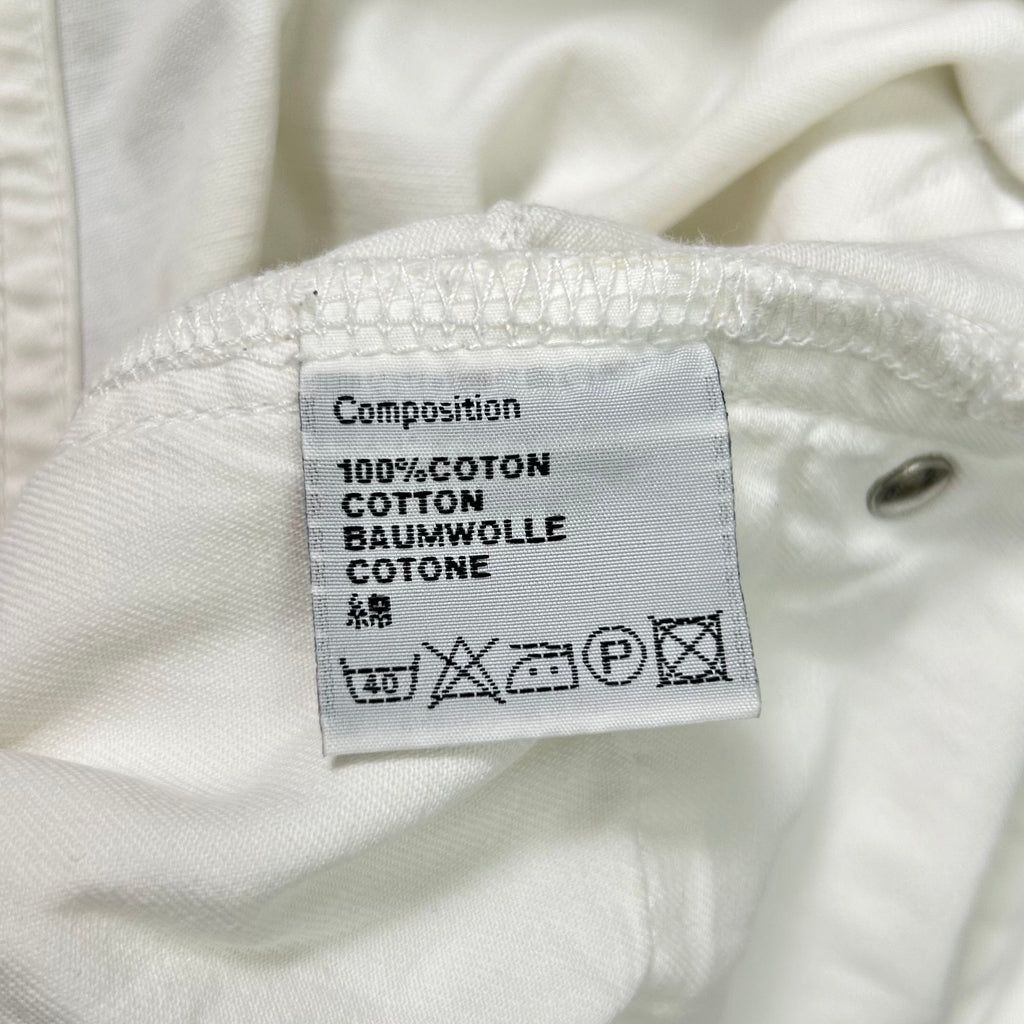 Composition
100%COTON
COTTON
BAUMWOLLE
COTONE
綿
40 P